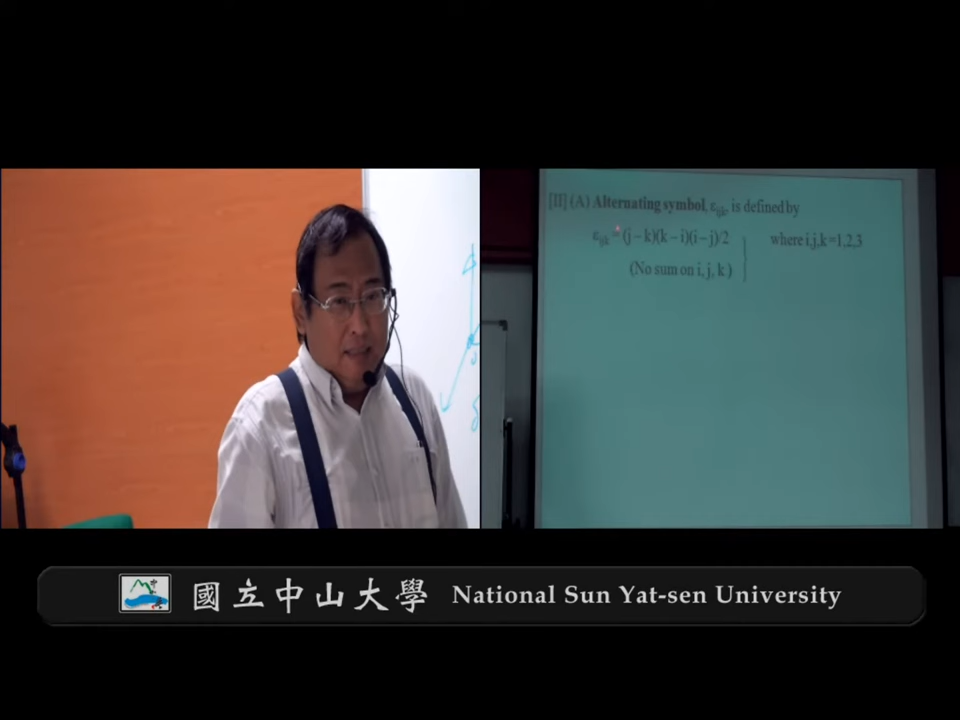 [II] (A) Alternating symbol, εijk, is defined by
εijk = (j – k)(k – i)(i – j)/2 where i,j,k =1,2,3
(No sum on i, j, k )
國立中山大學 National Sun Yat-sen University